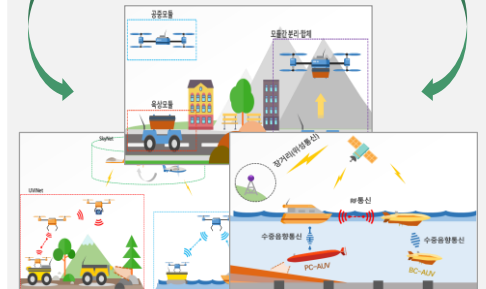 공중모듈
모듈간 분리·합체
육상모듈
SkyNet
장거리(위성통신)
UVNet
RF통신
수중음향통신
수중음향통신
PC-AUV
BC-AUV